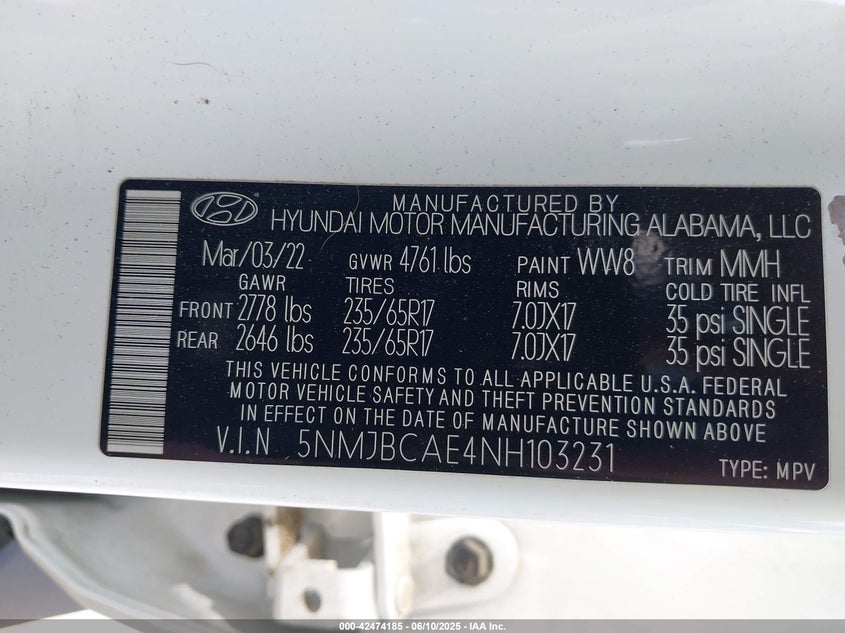 MANUFACTURED BY
HYUNDAI MOTOR MANUFACTURING ALABAMA, LLC
Mar/03/22 GVWR 4761 lbs PAINT WW8 TRIM MMH
GAWR TIRES RIMS COLD TIRE INFL
FRONT 2778 lbs 235/65R17 7.0JX17 35 psi SINGLE
REAR 2646 lbs 235/65R17 7.0JX17 35 psi SINGLE
THIS VEHICLE CONFORMS TO ALL APPLICABLE U.S.A. FEDERAL
MOTOR VEHICLE SAFETY AND THEFT PREVENTION STANDARDS
IN EFFECT ON THE DATE OF MANUFACTURE SHOWN ABOVE
V.I.N 5NMJBCAE4NH103231
TYPE: MPV
000-42474185 - 06/10/2025 - IAA Inc.